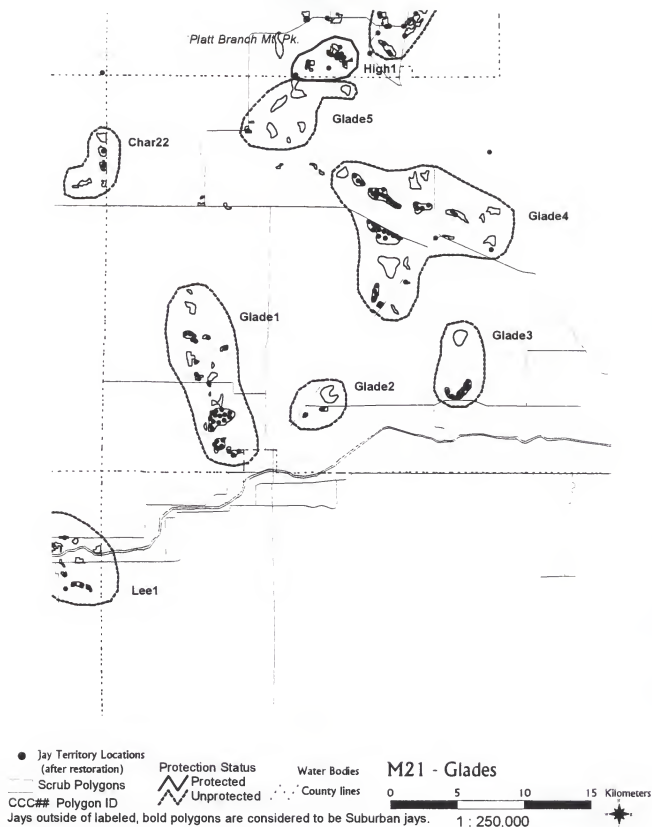 Platt Branch Mt. Pk.
High1
Glade5
Char22
Glade4
Glade1
Glade3
Glade2
Lee1
Jay Territory Locations
(after restoration)
Scrub Polygons
CCC## Polygon ID
Protection Status
Protected
Unprotected
Water Bodies
County lines
M21 - Glades
0 5 10 15 Kilometers
1 : 250,000
Jays outside of labeled, bold polygons are considered to be Suburban jays.